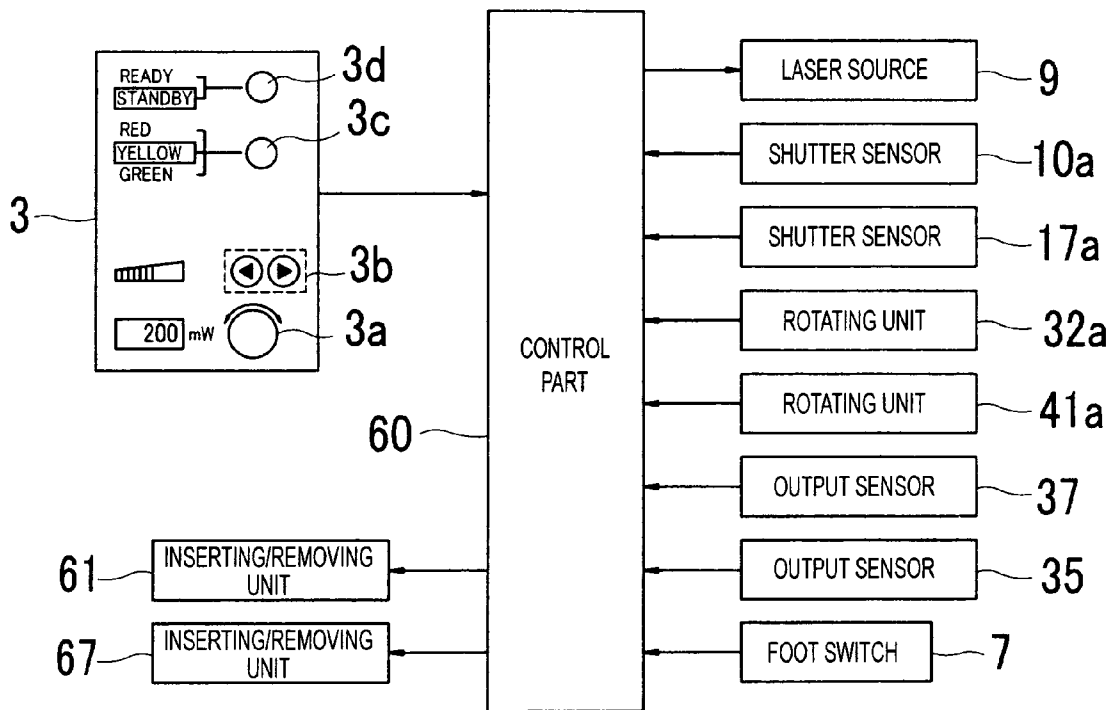 READY
STANDBY
3d
RED
YELLOW
GREEN
3c
3
3b
200 mW
3a
CONTROL
PART
60
INSERTING/REMOVING
UNIT
61
INSERTING/REMOVING
UNIT
67
LASER SOURCE
9
SHUTTER SENSOR
10a
SHUTTER SENSOR
17a
ROTATING UNIT
32a
ROTATING UNIT
41a
OUTPUT SENSOR
37
OUTPUT SENSOR
35
FOOT SWITCH
7